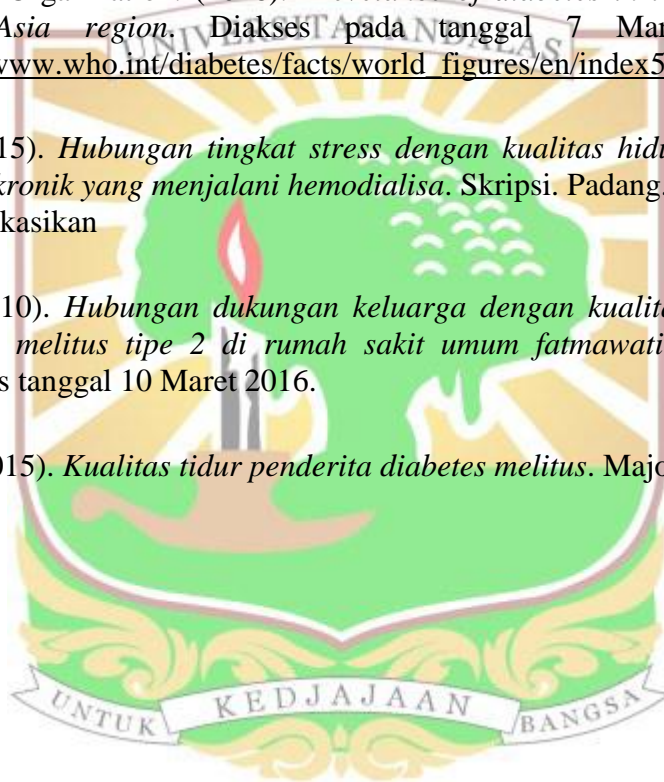 Asia region. Diakses pada tanggal 7 Mar
UNIVERSITAS ANDALAS
www.who.int/diabetes/facts/world_figures/en/index5
15). Hubungan tingkat stress dengan kualitas hidu
kronik yang menjalani hemodialisa. Skripsi. Padang.
kasikan
10). Hubungan dukungan keluarga dengan kualita
melitus tipe 2 di rumah sakit umum fatmawati
s tanggal 10 Maret 2016.
015). Kualitas tidur penderita diabetes melitus. Majo
UNTUK KEDJAJAAN BANGSA